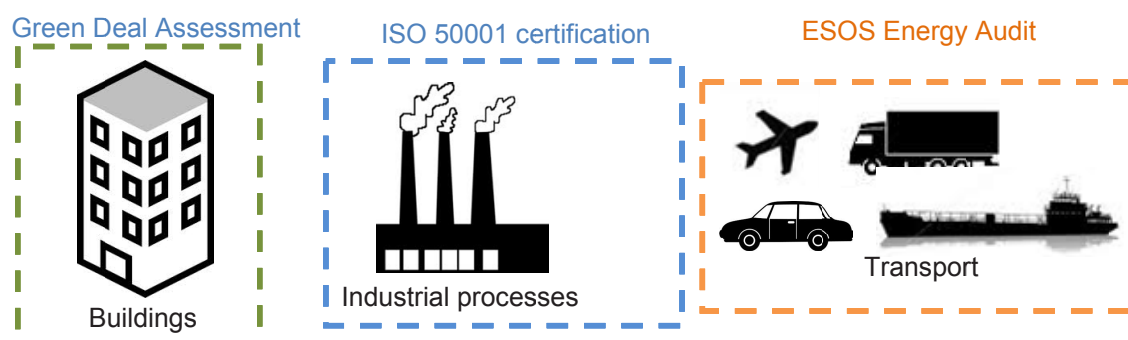 Green Deal Assessment
ISO 50001 certification
ESOS Energy Audit
Buildings
Industrial processes
Transport